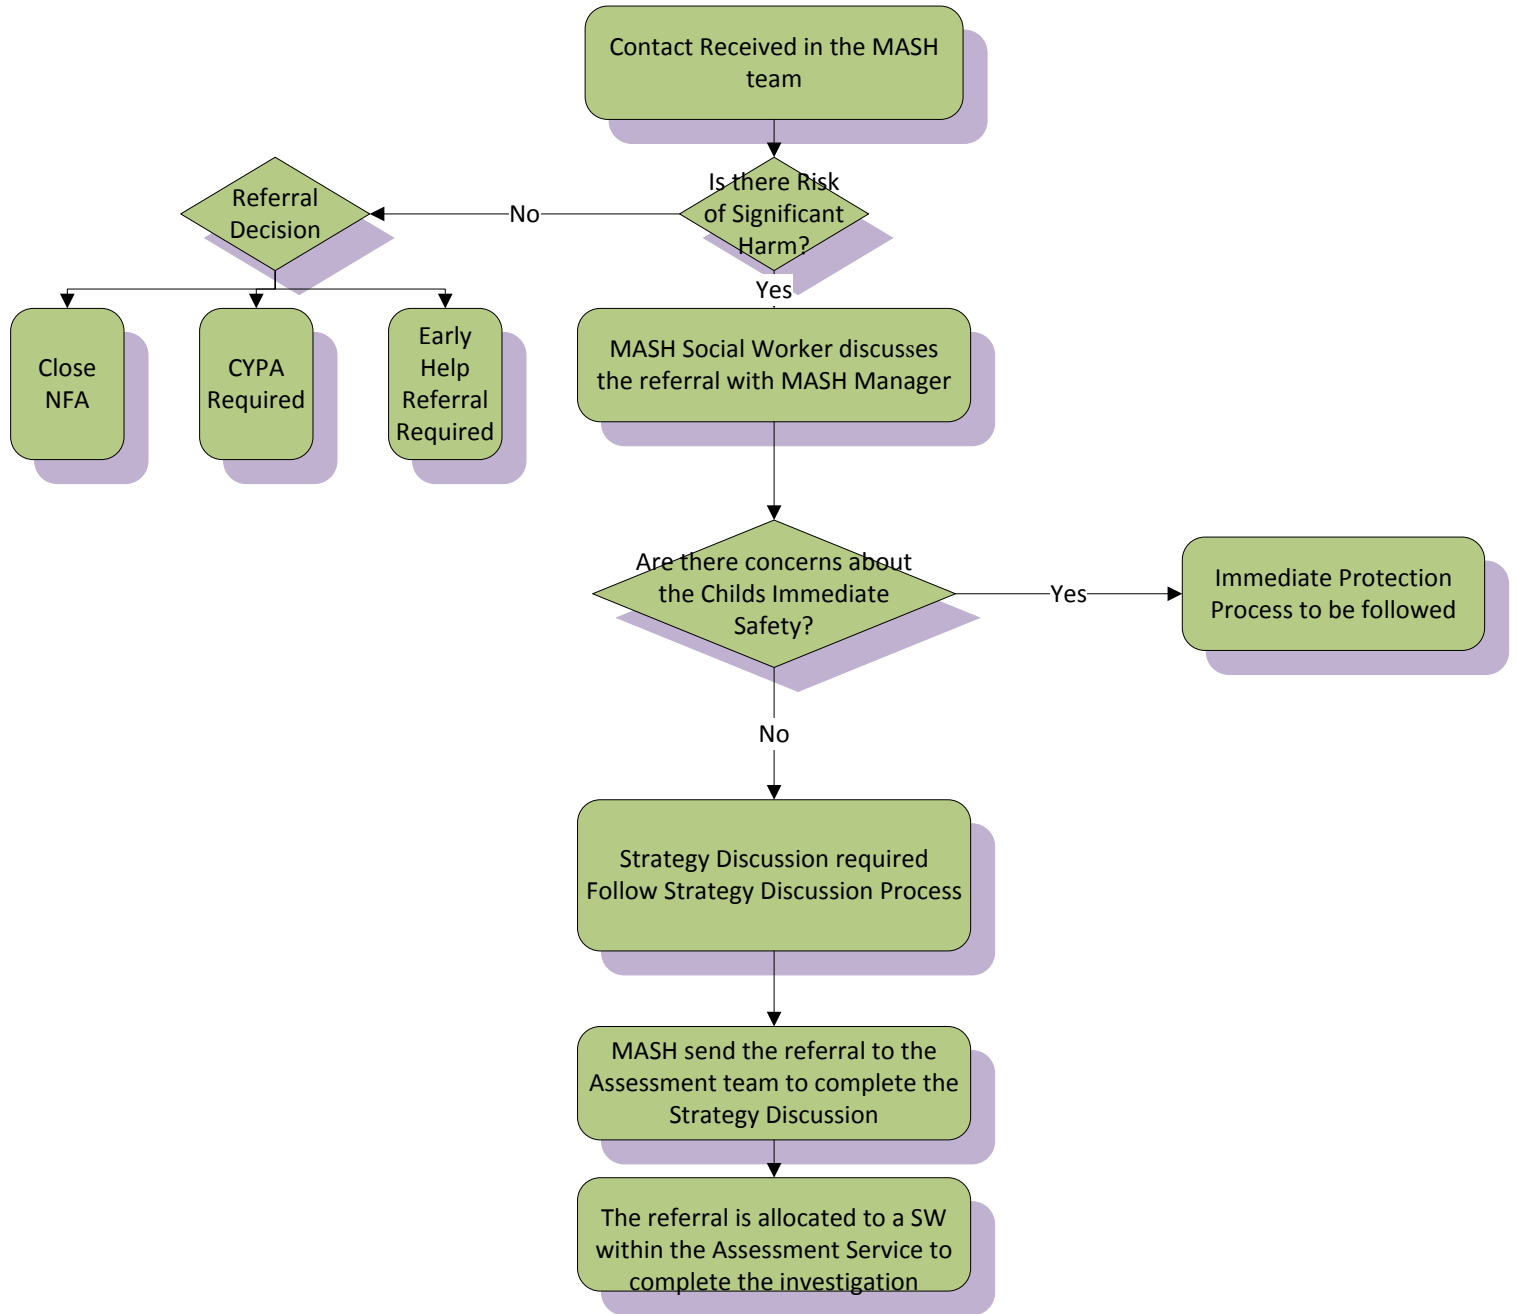 Contact Received in the MASH
team
Is there Risk
of Significant
Harm?
No
Referral
Decision
Yes
Close
NFA
CYPA
Required
Early
Help
Referral
Required
MASH Social Worker discusses
the referral with MASH Manager
Are there concerns about
the Childs Immediate
Safety?
Yes
Immediate Protection
Process to be followed
No
Strategy Discussion required
Follow Strategy Discussion Process
MASH send the referral to the
Assessment team to complete the
Strategy Discussion
The referral is allocated to a SW
within the Assessment Service to
complete the investigation